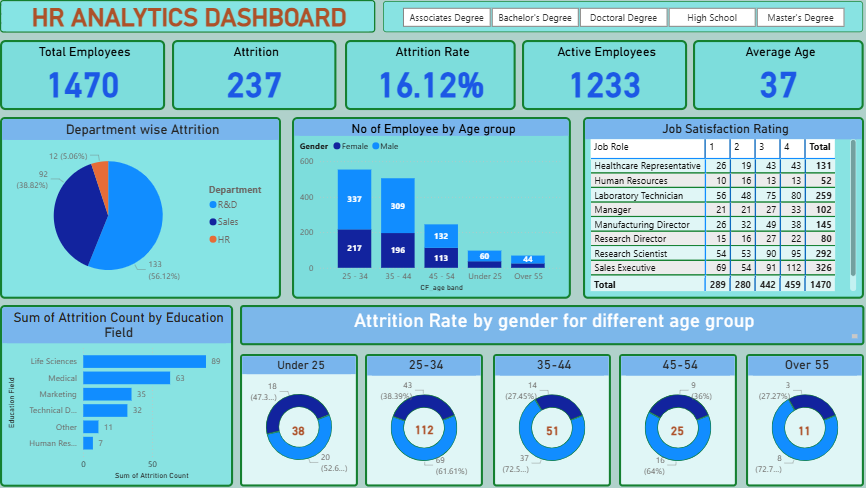 HR ANALYTICS DASHBOARD
Associates Degree
Bachelor's Degree
Doctoral Degree
High School
Master's Degree
Total Employees
1470
Attrition
237
Attrition Rate
16.12%
Active Employees
1233
Average Age
37
Department wise Attrition
12 (5.06%)
92
(38.82%)
133
(56.12%)
Department
R&D
Sales
HR
No of Employee by Age group
Gender Female Male
600
400
200
0
337
217
309
196
132
113
60
44
25 - 34
35 - 44
45 - 54
Under 25
Over 55
CF_age band
Job Satisfaction Rating
Job Role 1 2 3 4 Total
Healthcare Representative 26 19 43 43 131
Human Resources 10 16 13 13 52
Laboratory Technician 56 48 75 80 259
Manager 21 21 27 33 102
Manufacturing Director 26 32 49 38 145
Research Director 15 16 27 22 80
Research Scientist 54 53 90 95 292
Sales Executive 69 54 91 112 326
Total 289 280 442 459 1470
Sum of Attrition Count by Education
Field
Education Field
Life Sciences 89
Medical 63
Marketing 35
Technical D... 32
Other 11
Human Res... 7
0 50
Sum of Attrition Count
Attrition Rate by gender for different age group
Under 25
18
(47.3...)
38
20
(52.6...)
25-34
43
(38.39%)
112
69
(61.61%)
35-44
14
(27.45%)
51
37
(72.5...)
45-54
9
(36%)
25
16
(64%)
Over 55
3
(27.27%)
11
8
(72.7...)